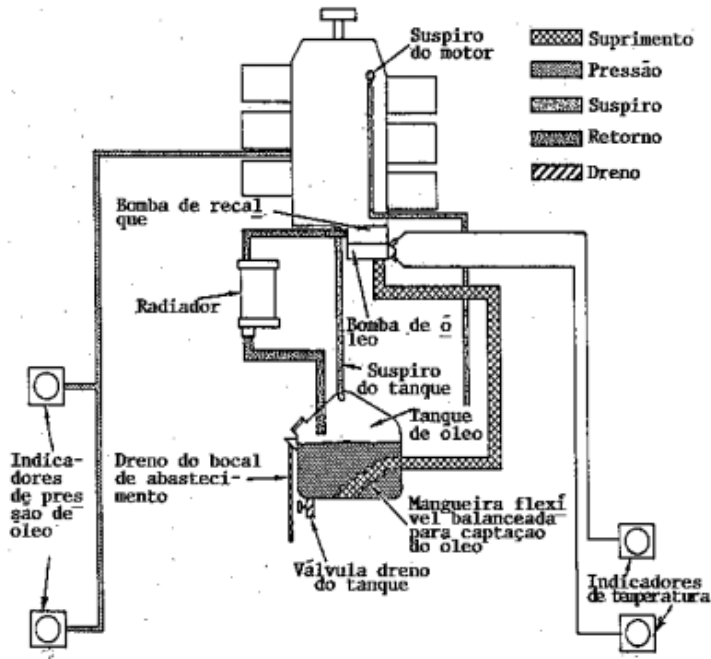 Suspiro
do motor
Suprimento
Pressão
Suspiro
Retorno
Dreno
Bomba de recal
que
Radiador
Bomba de ó
leo
Suspiro
do tanque
Tanque
de óleo
Indica-
dores
de pres
são de
óleo
Dreno do bocal
de abasteci-
mento
Mangueira flexí
vel balanceada
para captação
do óleo
Válvula dreno
do tanque
Indicadores
de temperatura